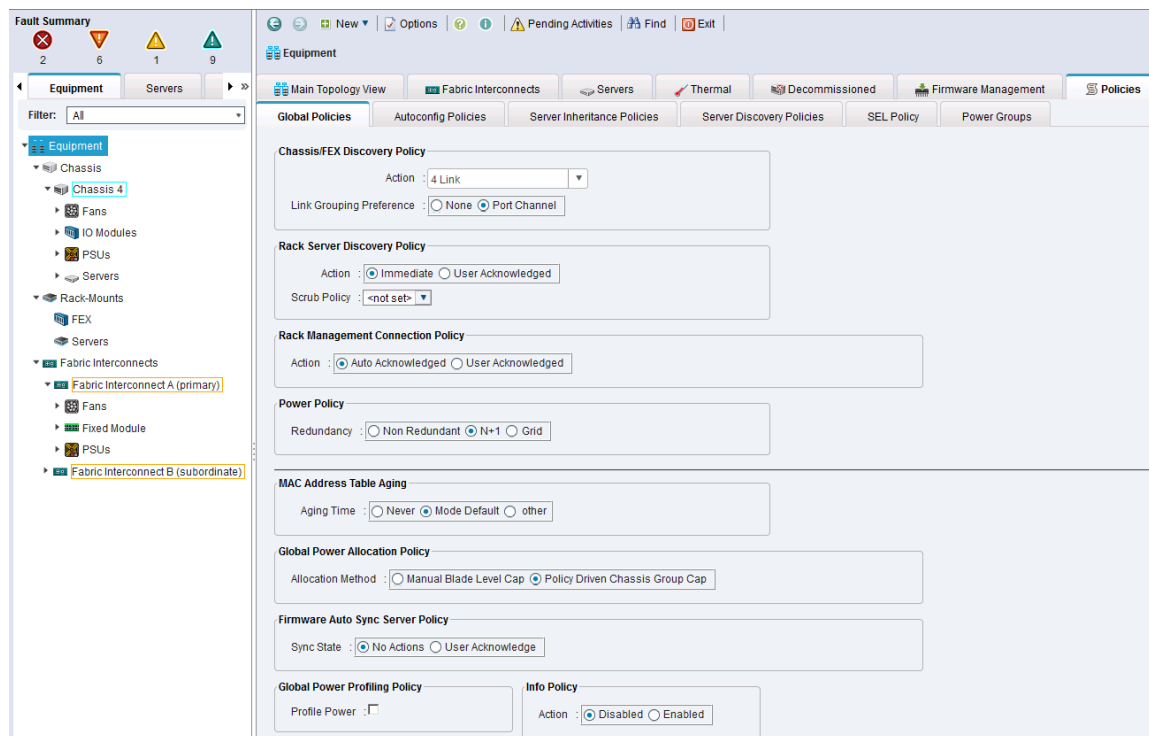 Fault Summary
2 6 1 9
Equipment Servers
Filter: All
Equipment
Chassis
Chassis 4
Fans
IO Modules
PSUs
Servers
Rack-Mounts
FEX
Servers
Fabric Interconnects
Fabric Interconnect A (primary)
Fans
Fixed Module
PSUs
Fabric Interconnect B (subordinate)
New Options Pending Activities Find Exit
Equipment
Main Topology View Fabric Interconnects Servers Thermal Decommissioned Firmware Management Policies
Global Policies Autoconfig Policies Server Inheritance Policies Server Discovery Policies SEL Policy Power Groups
Chassis/FEX Discovery Policy
Action : 4 Link
Link Grouping Preference : None Port Channel
Rack Server Discovery Policy
Action : Immediate User Acknowledged
Scrub Policy : <not set>
Rack Management Connection Policy
Action : Auto Acknowledged User Acknowledged
Power Policy
Redundancy : Non Redundant N+1 Grid
MAC Address Table Aging
Aging Time : Never Mode Default other
Global Power Allocation Policy
Allocation Method : Manual Blade Level Cap Policy Driven Chassis Group Cap
Firmware Auto Sync Server Policy
Sync State : No Actions User Acknowledge
Global Power Profiling Policy
Profile Power :
Info Policy
Action : Disabled Enabled